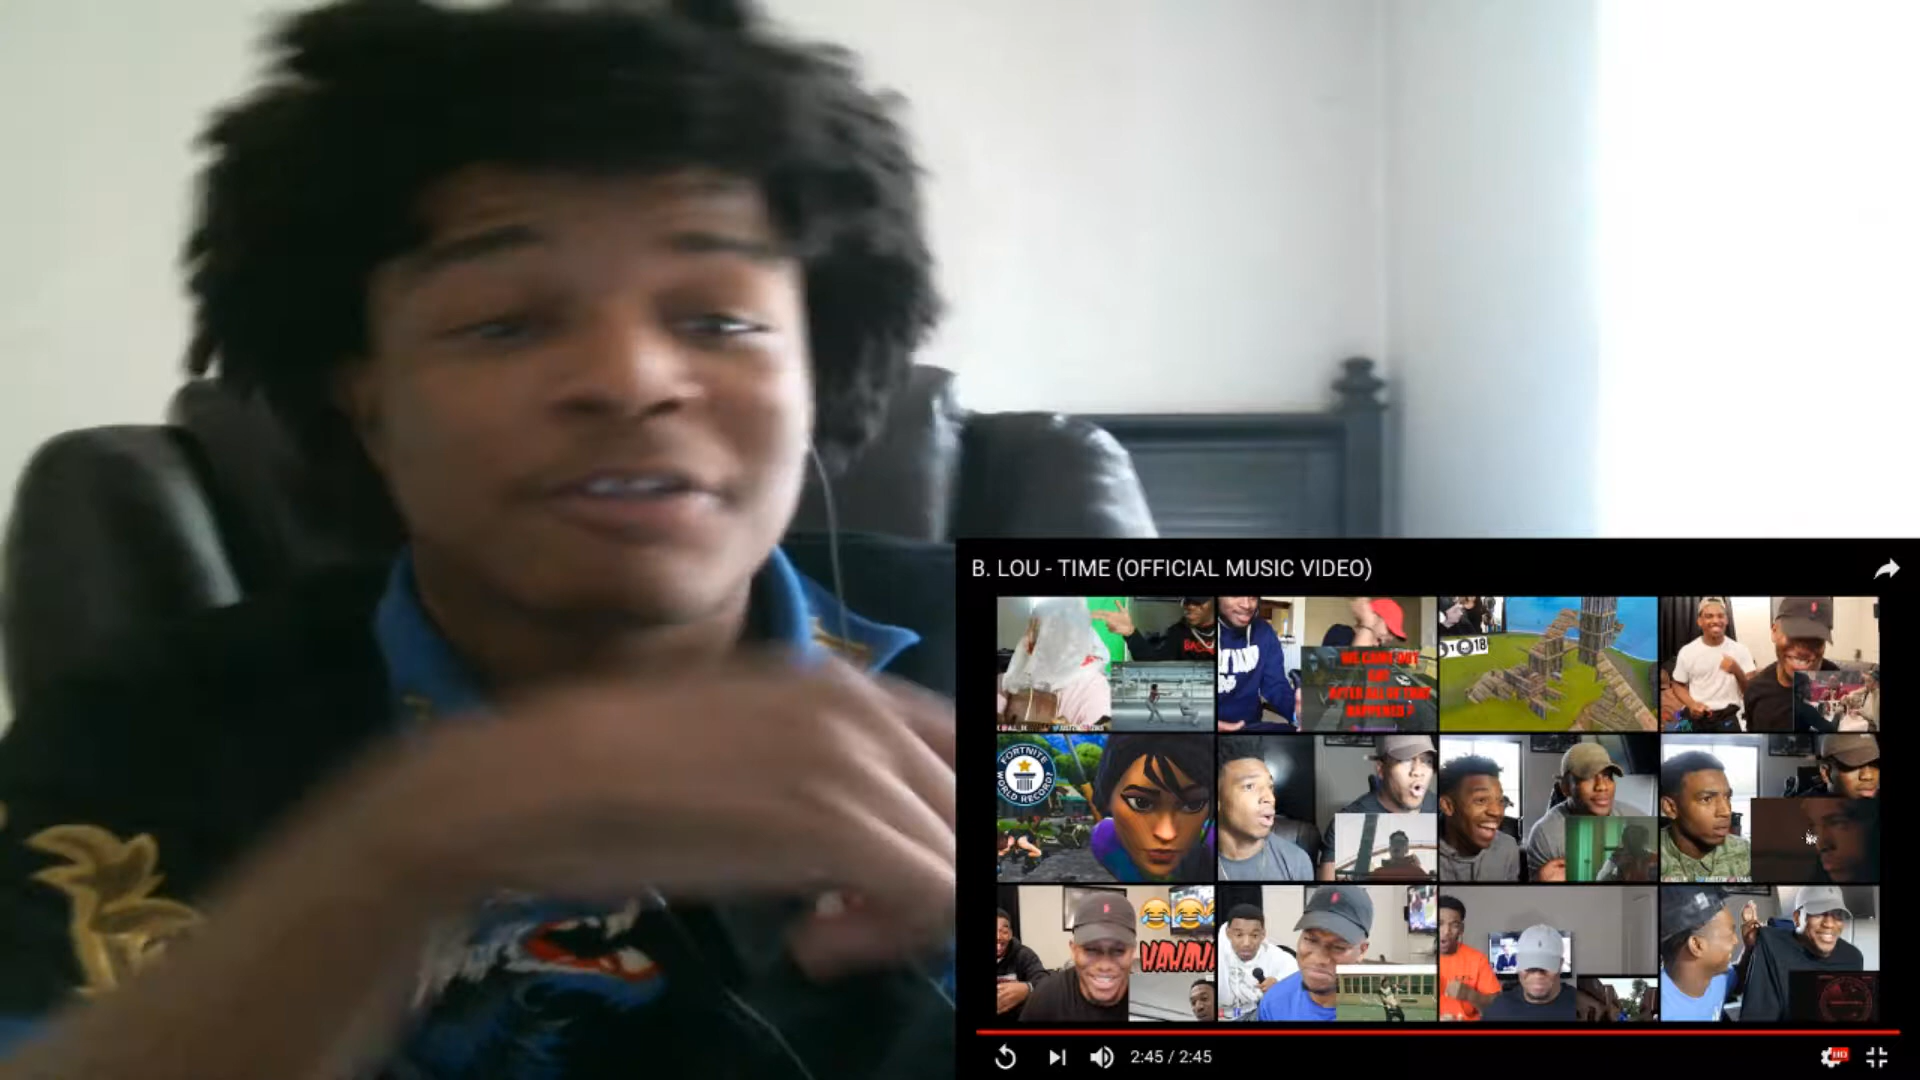 B. LOU - TIME (OFFICIAL MUSIC VIDEO)
18
WE CAME OUT
AFTER ALL OF THAT
HAPPENED ?
FORTNITE
WORLD RECORD?
HAHAHA
2:45 / 2:45
HD